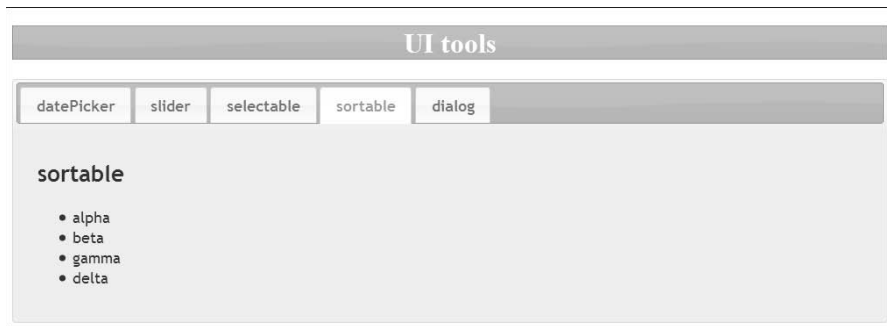 UI tools
datePicker slider selectable sortable dialog
sortable
• alpha
• beta
• gamma
• delta